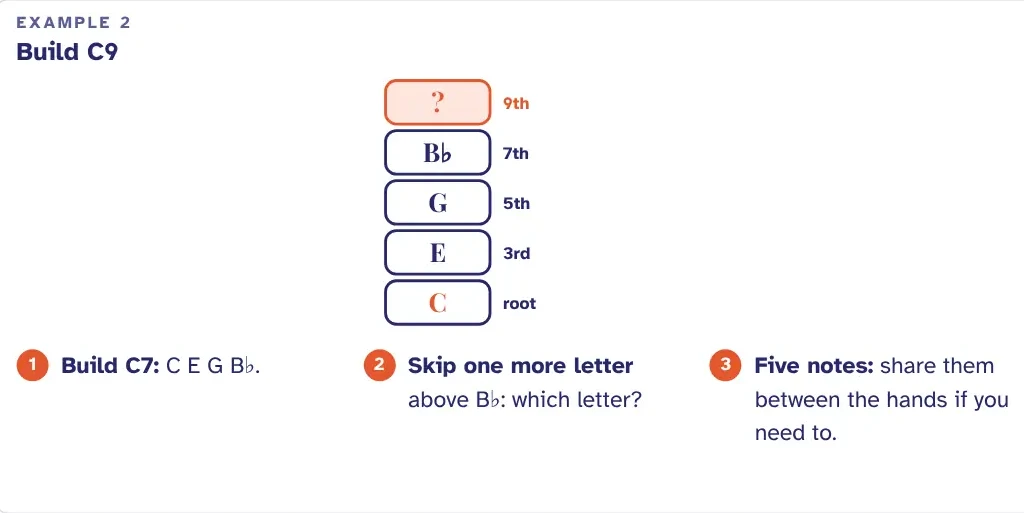 EXAMPLE 2
Build C9
? 9th
B♭ 7th
G 5th
E 3rd
C root
1 Build C7: C E G B♭.
2 Skip one more letter
above B♭: which letter?
3 Five notes: share them
between the hands if you
need to.